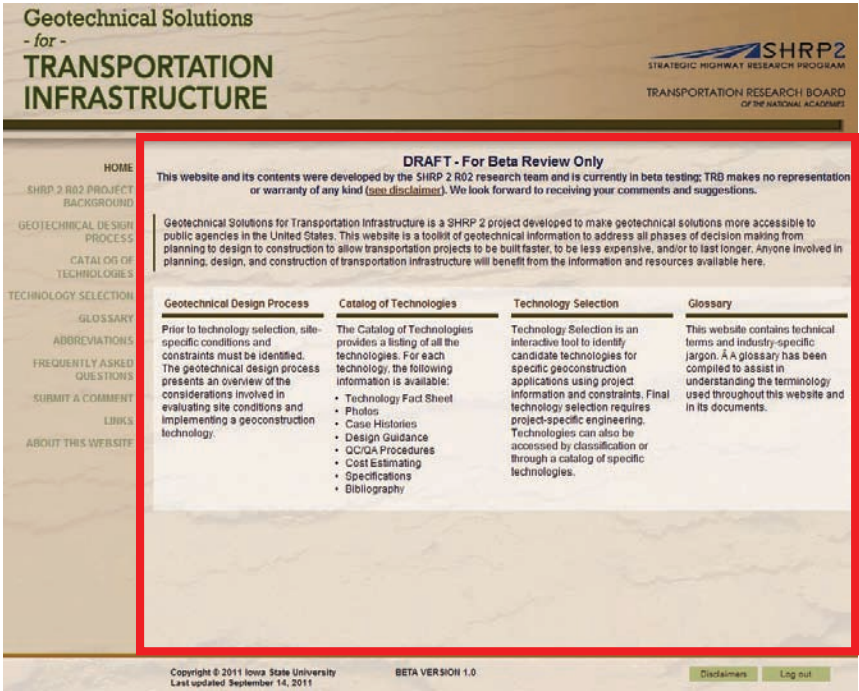 Geotechnical Solutions
- for -
TRANSPORTATION
INFRASTRUCTURE
SHRP2
STRATEGIC HIGHWAY RESEARCH PROGRAM
TRANSPORTATION RESEARCH BOARD
OF THE NATIONAL ACADEMIES
HOME
SHRP 2 R02 PROJECT
BACKGROUND
GEOTECHNICAL DESIGN
PROCESS
CATALOG OF
TECHNOLOGIES
TECHNOLOGY SELECTION
GLOSSARY
ABBREVIATIONS
FREQUENTLY ASKED
QUESTIONS
SUBMIT A COMMENT
LINKS
ABOUT THIS WEBSITE
DRAFT - For Beta Review Only
This website and its contents were developed by the SHRP 2 R02 research team and is currently in beta testing; TRB makes no representation
or warranty of any kind (see disclaimer). We look forward to receiving your comments and suggestions.
Geotechnical Solutions for Transportation Infrastructure is a SHRP 2 project developed to make geotechnical solutions more accessible to
public agencies in the United States. This website is a toolkit of geotechnical information to address all phases of decision making from
planning to design to construction to allow transportation projects to be built faster, to be less expensive, and/or to last longer. Anyone involved in
planning, design, and construction of transportation infrastructure will benefit from the information and resources available here.
Geotechnical Design Process
Prior to technology selection, site-
specific conditions and
constraints must be identified.
The geotechnical design process
presents an overview of the
considerations involved in
evaluating site conditions and
implementing a geoconstruction
technology.
Catalog of Technologies
The Catalog of Technologies
provides a listing of all the
technologies. For each
technology, the following
information is available:
• Technology Fact Sheet
• Photos
• Case Histories
• Design Guidance
• QC/QA Procedures
• Cost Estimating
• Specifications
• Bibliography
Technology Selection
Technology Selection is an
interactive tool to identify
candidate technologies for
specific geoconstruction
applications using project
information and constraints. Final
technology selection requires
project-specific engineering.
Technologies can also be
accessed by classification or
through a catalog of specific
technologies.
Glossary
This website contains technical
terms and industry-specific
jargon. Â A glossary has been
compiled to assist in
understanding the terminology
used throughout this website and
in its documents.
Copyright © 2011 Iowa State University
Last updated September 14, 2011
BETA VERSION 1.0
Disclaimers
Log out